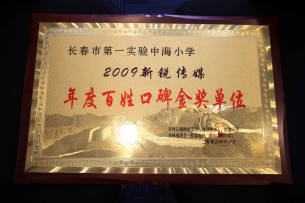 长春市第一实验中海小学
2009新锐传媒
年度百姓口碑金奖单位